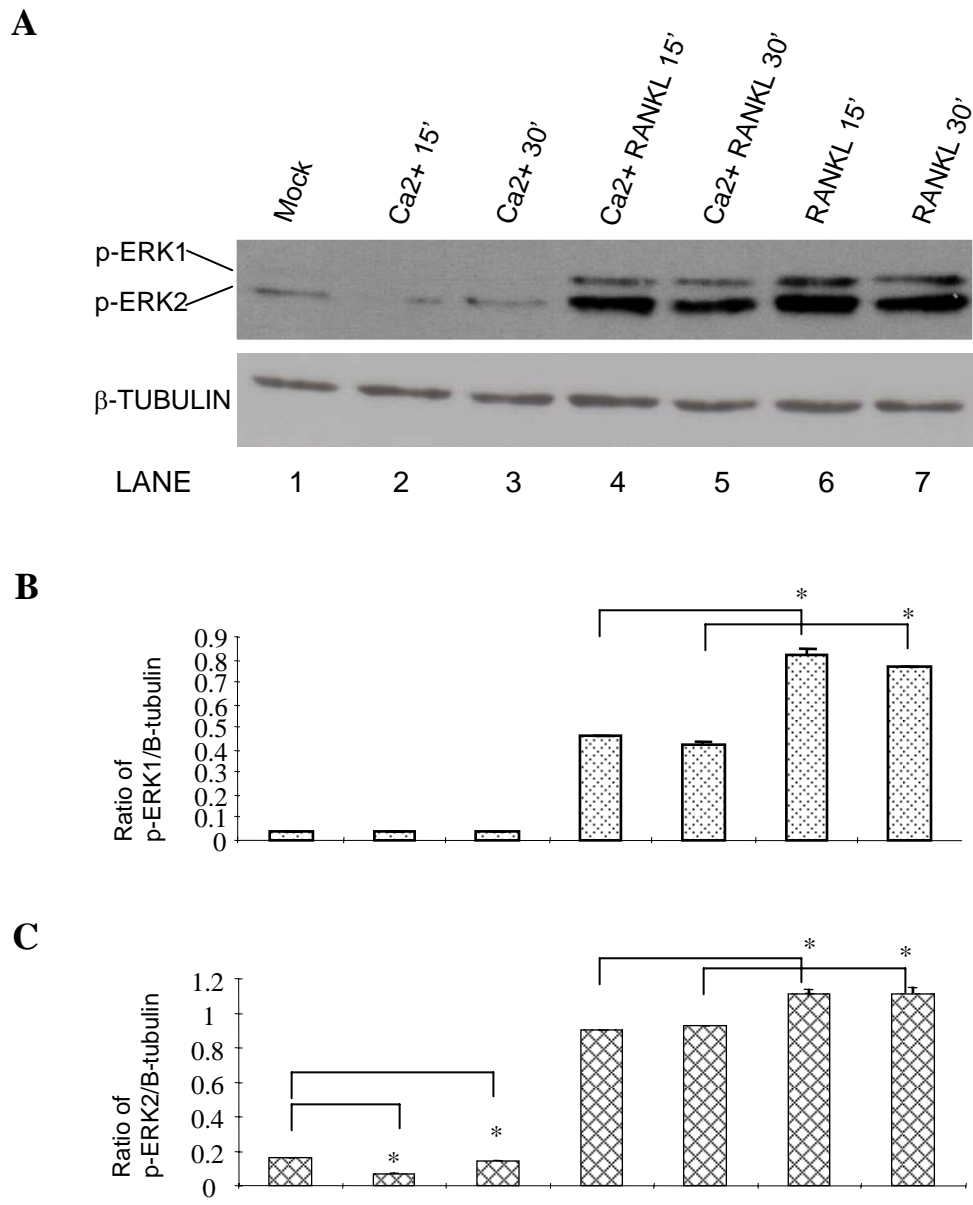 A
Mock
Ca2+ 15'
Ca2+ 30'
Ca2+ RANKL 15'
Ca2+ RANKL 30'
RANKL 15'
RANKL 30'
p-ERK1
p-ERK2
β-TUBULIN
LANE 1 2 3 4 5 6 7
B
Ratio of
p-ERK1/B-tubulin
0.9
0.8
0.7
0.6
0.5
0.4
0.3
0.2
0.1
0
*
*
C
Ratio of
p-ERK2/B-tubulin
1.2
1
0.8
0.6
0.4
0.2
0
*
*
*
*